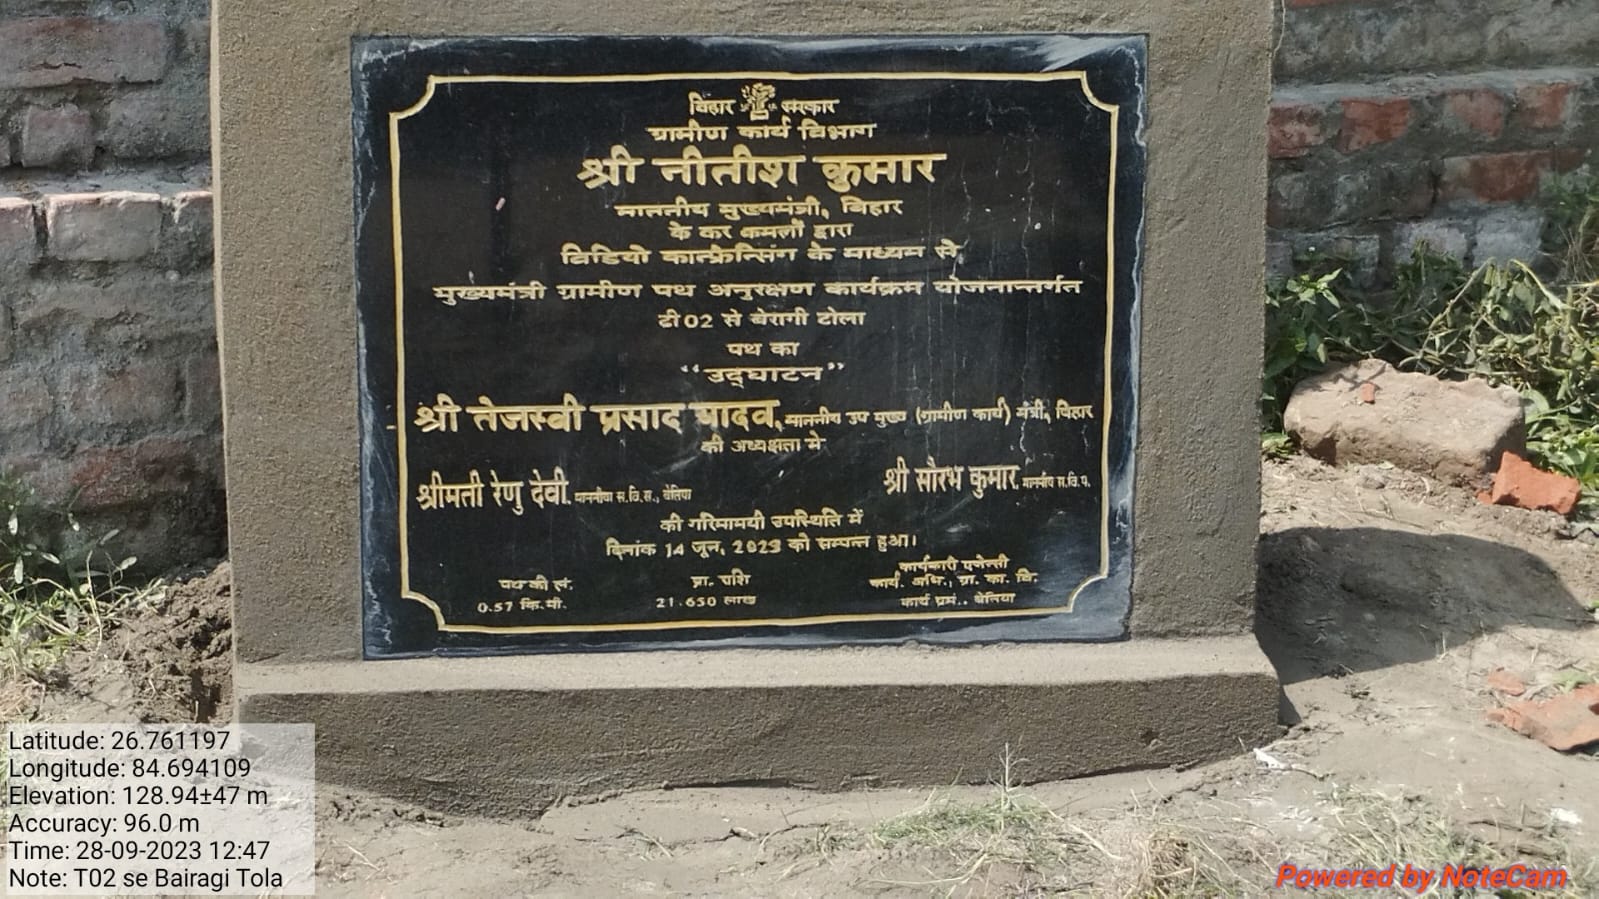 बिहार सरकार
ग्रामीण कार्य विभाग
श्री नीतीश कुमार
माननीय मुख्यमंत्री, बिहार
के कर कमलों द्वारा
विडियो कान्फ्रेन्सिंग के माध्यम से
मुख्यमंत्री ग्रामीण पथ अनुरक्षण कार्यक्रम योजनान्तर्गत
टी02 से बेरागी टोला
पथ का
"उद्घाटन"
श्री तेजस्वी प्रसाद यादव, माननीय उप मुख्य (ग्रामीण कार्य) मंत्री, बिहार
की अध्यक्षता मे
श्रीमती रेणु देवी, माननीया स.वि.स., बेतिया श्री सौरभ कुमार, माननीय स.वि.प.
की गरिमामयी उपस्थिति में
दिनांक 14 जून, 2023 को सम्पन्न हुआ।
पथ की लं. प्रा. राशि कार्यकारी एजेन्सी
0.57 कि.मी. 21.650 लाख कार्य. अभि., ग्रा. का. वि.
कार्य प्रमं.. बेतिया
Latitude: 26.761197
Longitude: 84.694109
Elevation: 128.94±47 m
Accuracy: 96.0 m
Time: 28-09-2023 12:47
Note: T02 se Bairagi Tola
Powered by NoteCam